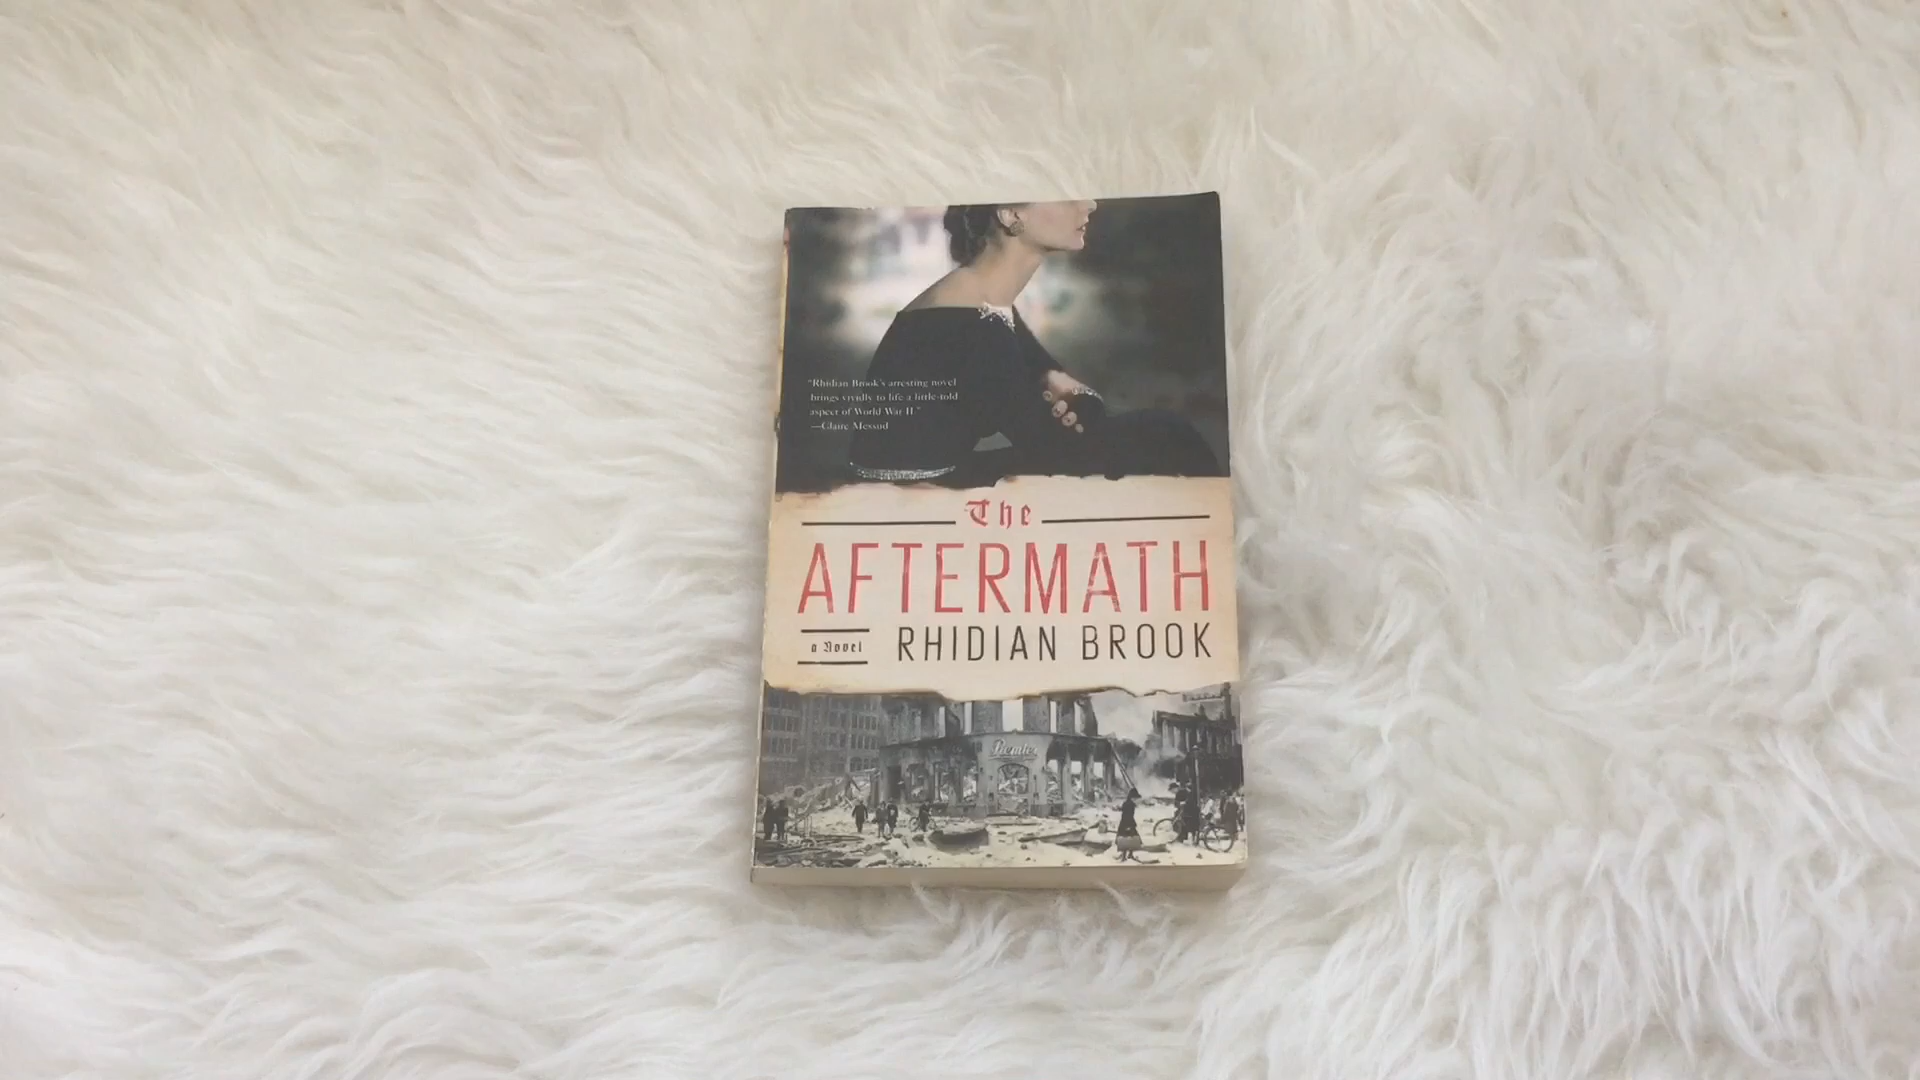 "Rhidian Brook's arresting novel
brings vividly to life a little-told
aspect of World War II."
—Claire Messud
The
AFTERMATH
a Novel
RHIDIAN BROOK